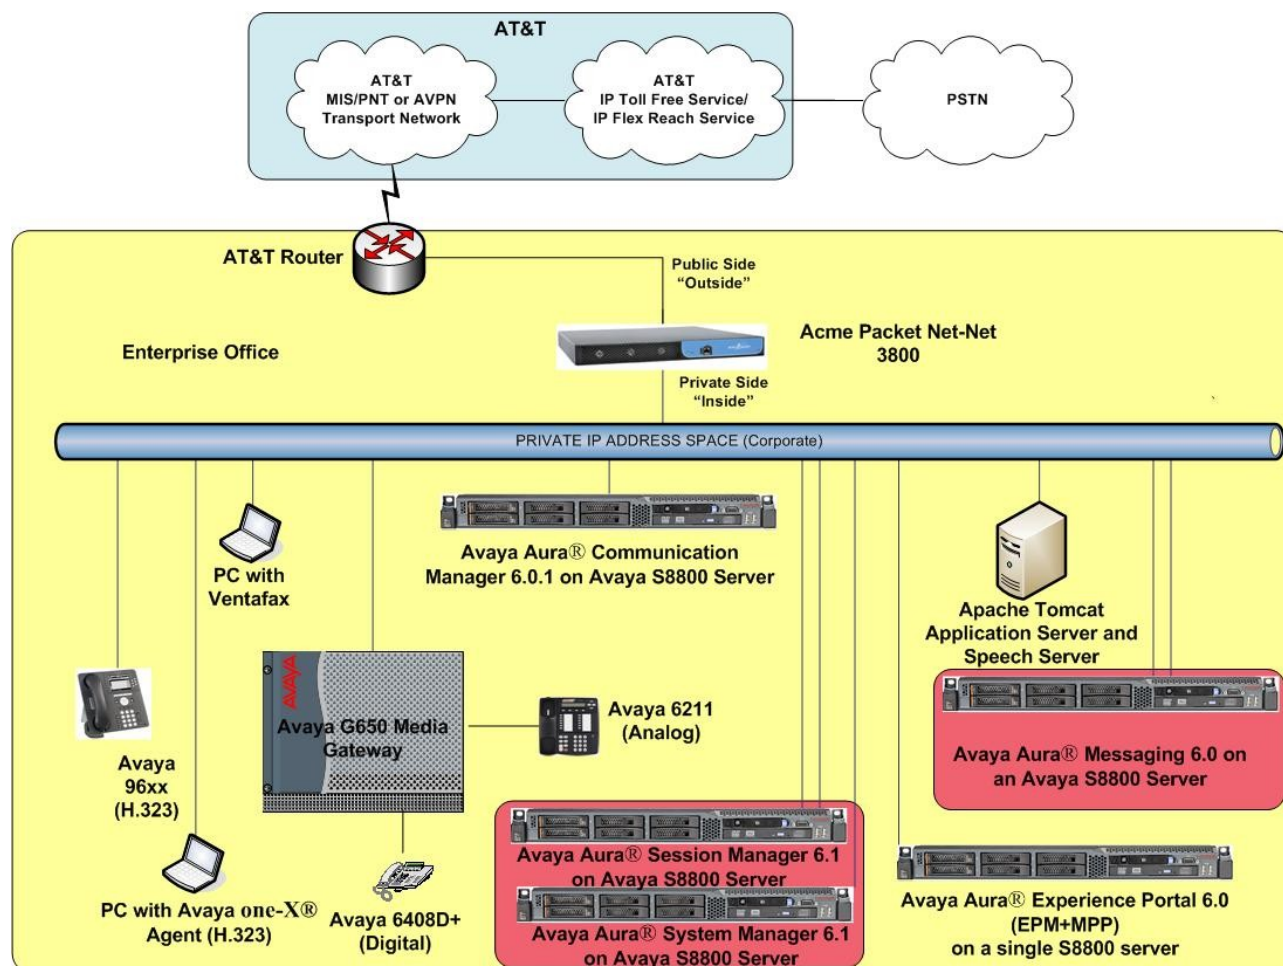 AT&T
AT&T
MIS/PNT or AVPN
Transport Network
AT&T
IP Toll Free Service/
IP Flex Reach Service
PSTN
AT&T Router
Public Side
“Outside”
Enterprise Office
Acme Packet Net-Net
3800
Private Side
“Inside”
PRIVATE IP ADDRESS SPACE (Corporate)
PC with
Ventafax
Avaya Aura® Communication
Manager 6.0.1 on Avaya S8800 Server
Apache Tomcat
Application Server and
Speech Server
AVAYA
Avaya G650 Media
Gateway
Avaya 6211
(Analog)
Avaya
96xx
(H.323)
Avaya Aura® Messaging 6.0 on
an Avaya S8800 Server
Avaya Aura® Session Manager 6.1
on Avaya S8800 Server
PC with Avaya one-X®
Agent (H.323)
Avaya 6408D+
(Digital)
Avaya Aura® System Manager 6.1
on Avaya S8800 Server
Avaya Aura® Experience Portal 6.0
(EPM+MPP)
on a single S8800 server